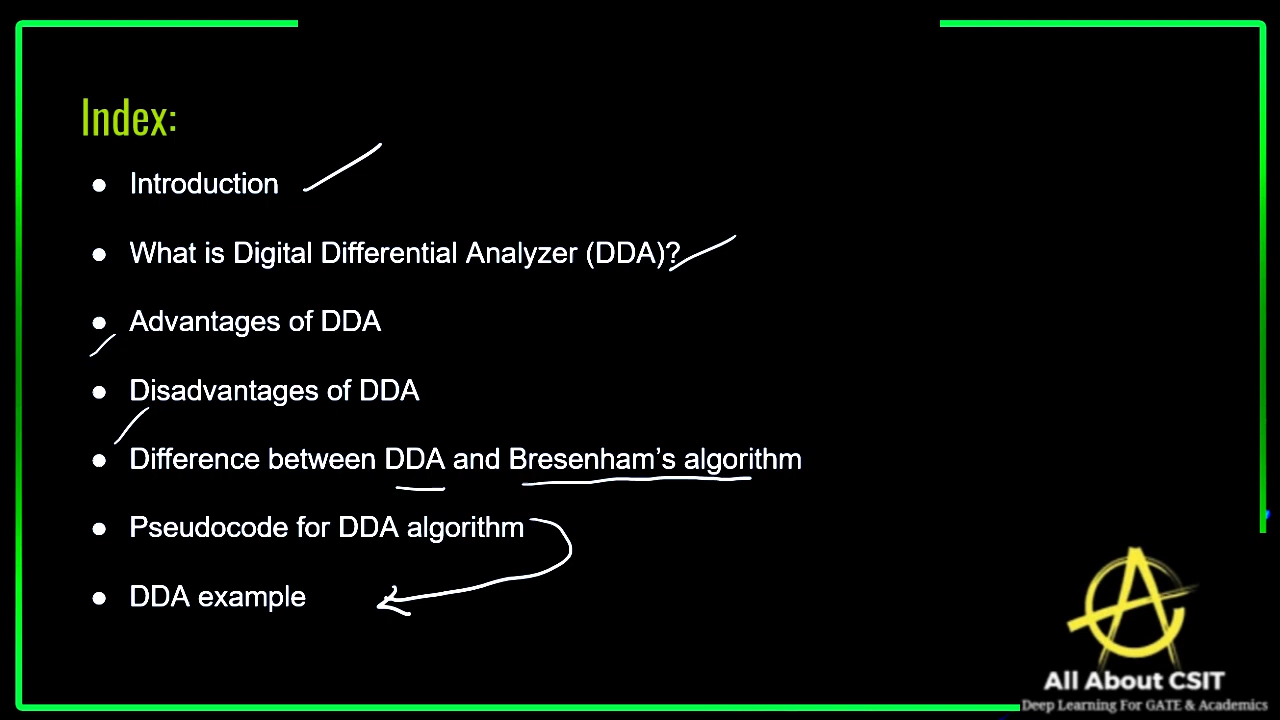 Index:
● Introduction
● What is Digital Differential Analyzer (DDA)?
● Advantages of DDA
● Disadvantages of DDA
● Difference between DDA and Bresenham’s algorithm
● Pseudocode for DDA algorithm
● DDA example
All About CSIT
Deep Learning For GATE & Academics